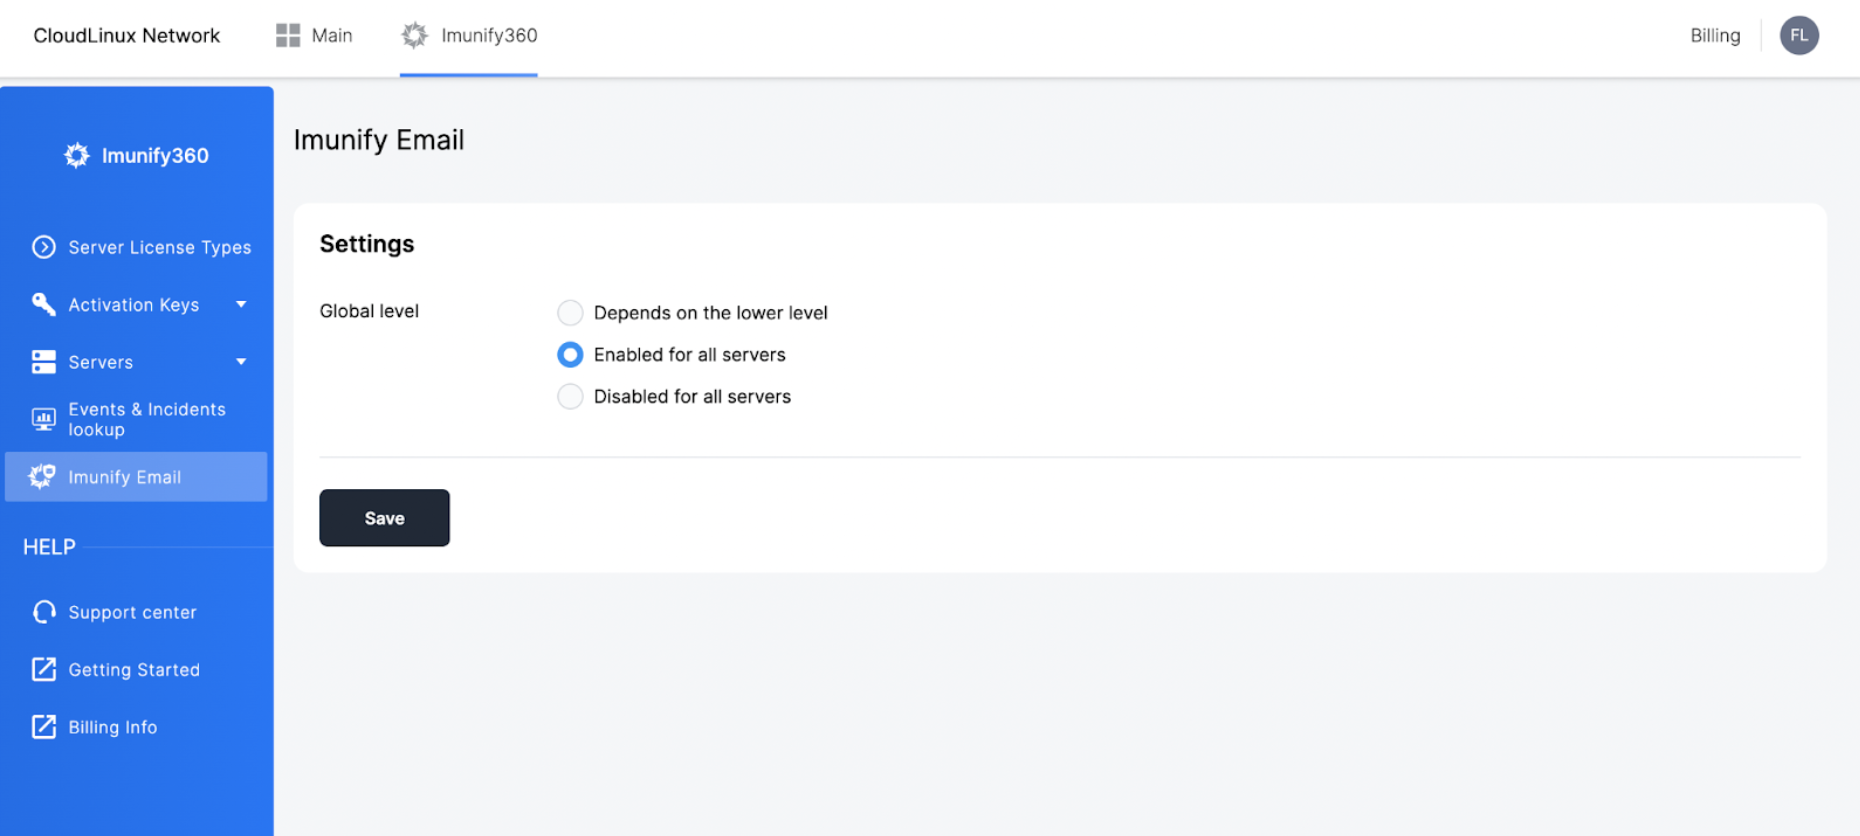 CloudLinux Network
Main
Imunify360
Billing
FL
Imunify360
Server License Types
Activation Keys
Servers
Events & Incidents
lookup
Imunify Email
HELP
Support center
Getting Started
Billing Info
Imunify Email
Settings
Global level
Depends on the lower level
Enabled for all servers
Disabled for all servers
Save